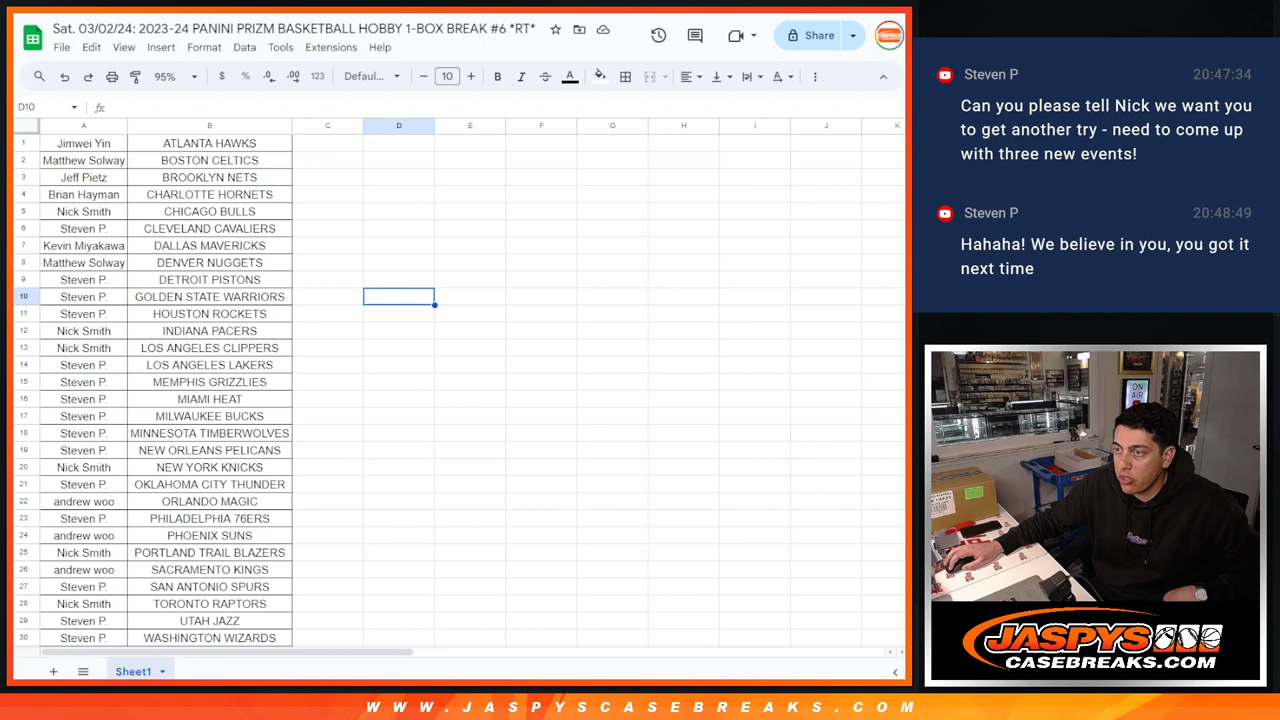 Sat. 03/02/24: 2023-24 PANINI PRIZM BASKETBALL HOBBY 1-BOX BREAK #6 *RT*
File Edit View Insert Format Data Tools Extensions Help
Share
95% $ % .0 .00 123 Defaul... 10 B I A
D10 fx
A B C D E F G H I J K
1 Jimwei Yin ATLANTA HAWKS
2 Matthew Solway BOSTON CELTICS
3 Jeff Pietz BROOKLYN NETS
4 Brian Hayman CHARLOTTE HORNETS
5 Nick Smith CHICAGO BULLS
6 Steven P. CLEVELAND CAVALIERS
7 Kevin Miyakawa DALLAS MAVERICKS
8 Matthew Solway DENVER NUGGETS
9 Steven P. DETROIT PISTONS
10 Steven P. GOLDEN STATE WARRIORS
11 Steven P. HOUSTON ROCKETS
12 Nick Smith INDIANA PACERS
13 Nick Smith LOS ANGELES CLIPPERS
14 Steven P. LOS ANGELES LAKERS
15 Steven P. MEMPHIS GRIZZLIES
16 Steven P. MIAMI HEAT
17 Steven P. MILWAUKEE BUCKS
18 Steven P. MINNESOTA TIMBERWOLVES
19 Steven P. NEW ORLEANS PELICANS
20 Nick Smith NEW YORK KNICKS
21 Steven P. OKLAHOMA CITY THUNDER
22 andrew woo ORLANDO MAGIC
23 Steven P. PHILADELPHIA 76ERS
24 andrew woo PHOENIX SUNS
25 Nick Smith PORTLAND TRAIL BLAZERS
26 andrew woo SACRAMENTO KINGS
27 Steven P. SAN ANTONIO SPURS
28 Nick Smith TORONTO RAPTORS
29 Steven P. UTAH JAZZ
30 Steven P. WASHINGTON WIZARDS
Sheet1
Steven P 20:47:34
Can you please tell Nick we want you
to get another try - need to come up
with three new events!
Steven P 20:48:49
Hahaha! We believe in you, you got it
next time
ON
AIR
JASPYS
CASEBREAKS.COM
WWW.JASPYSCASEBREAKS.COM